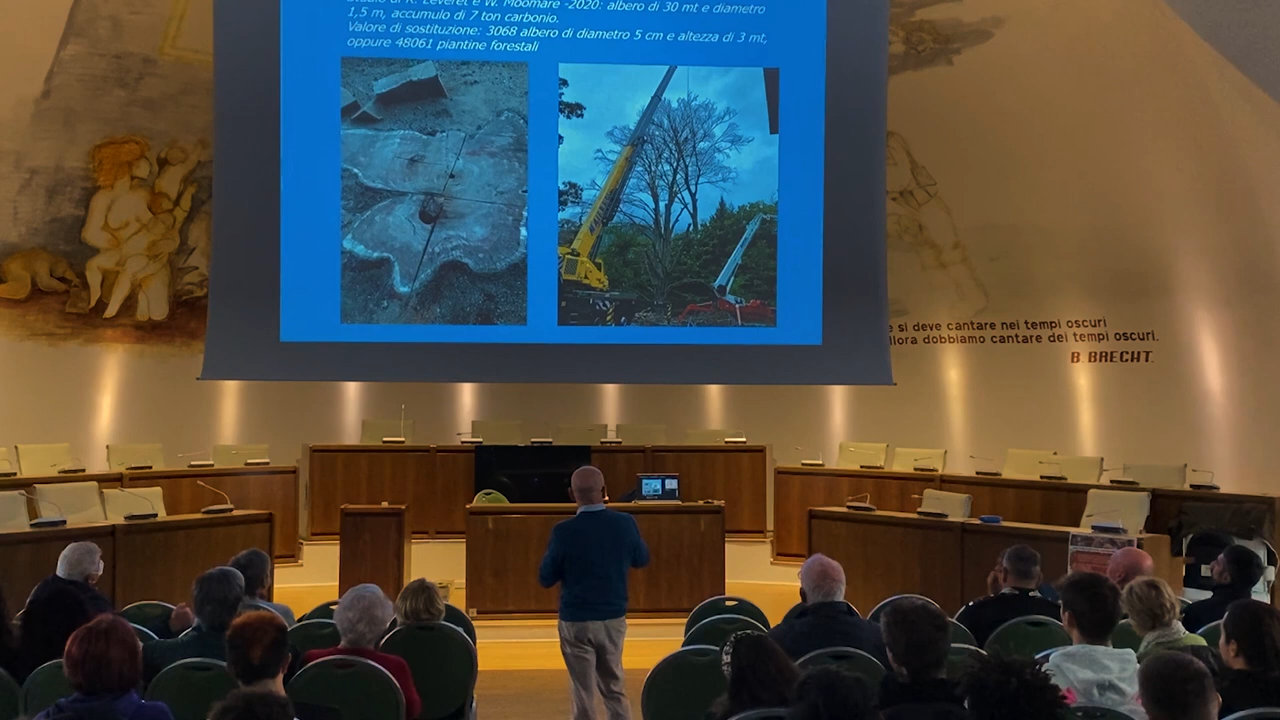 Studio di R. Leveret e W. Moomare -2020: albero di 30 mt e diametro
1,5 m, accumulo di 7 ton carbonio.
Valore di sostituzione: 3068 albero di diametro 5 cm e altezza di 3 mt,
oppure 48061 piantine forestali
e si deve cantare nei tempi oscuri
llora dobbiamo cantare dei tempi oscuri.
B. BRECHT.